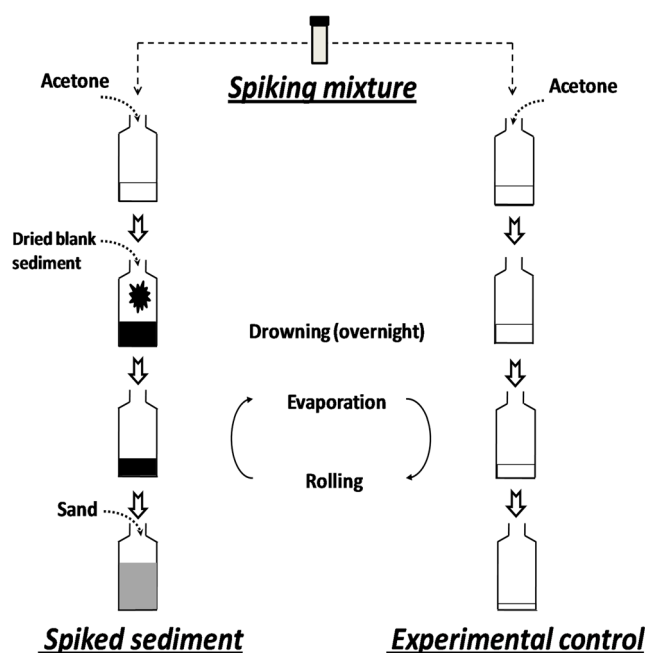 Acetone
Spiking mixture
Acetone
Dried blank
sediment
Drowning (overnight)
Evaporation
Rolling
Sand
Spiked sediment
Experimental control